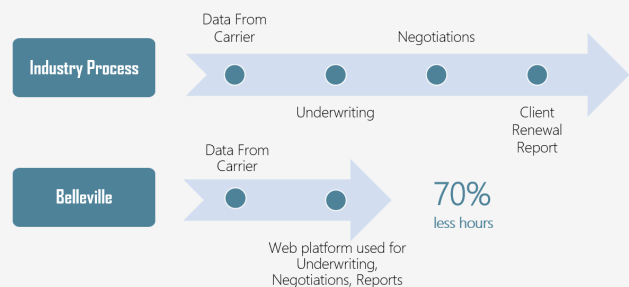 Data From
Carrier
Negotiations
Industry Process
Underwriting
Client
Renewal
Report
Data From
Carrier
Belleville
70%
less hours
Web platform used for
Underwriting,
Negotiations, Reports